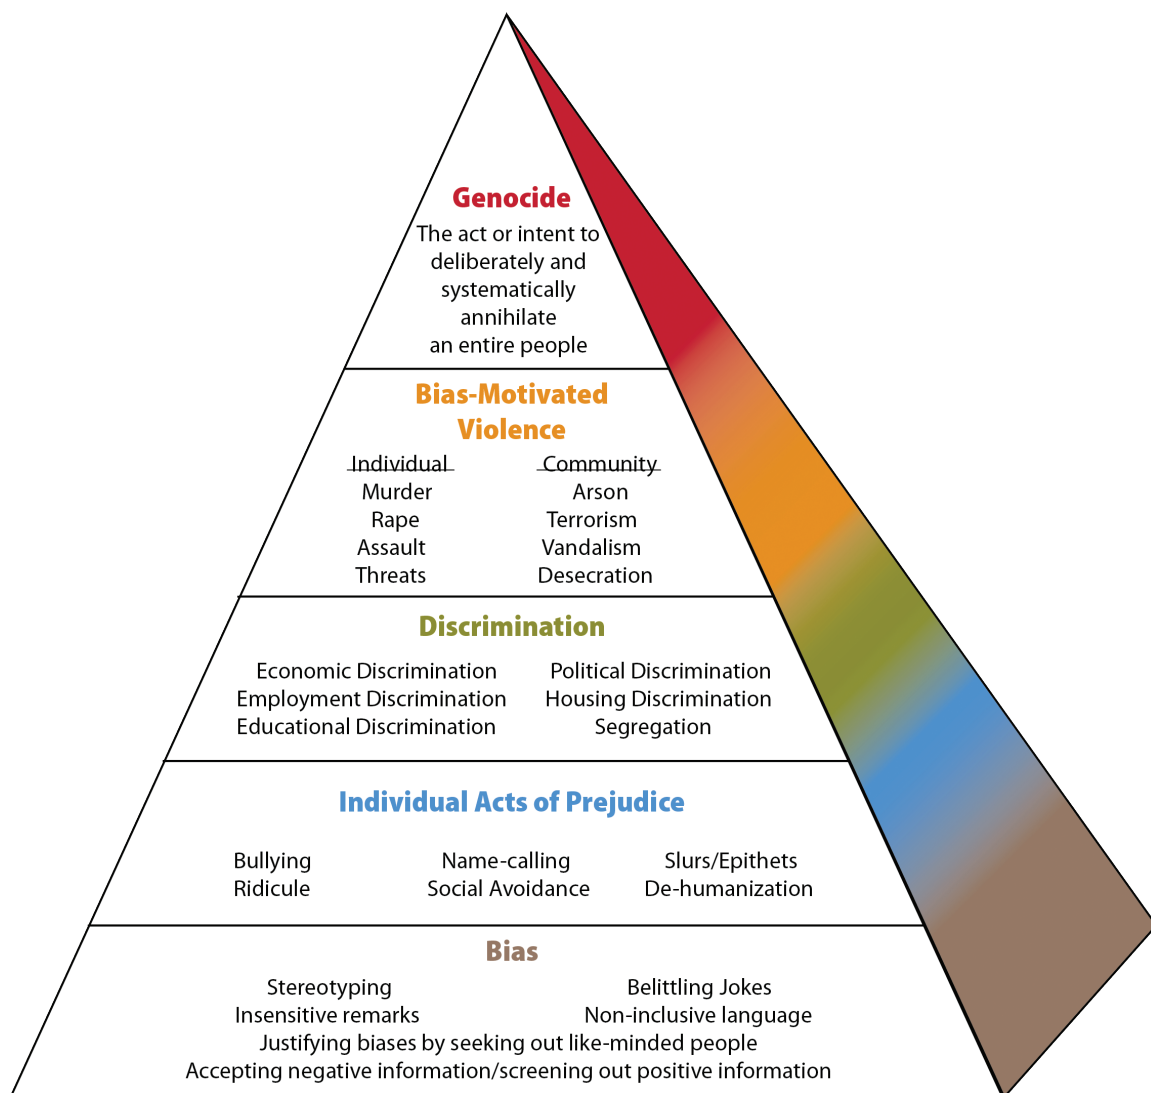 Genocide
The act or intent to
deliberately and
systematically
annihilate
an entire people
Bias-Motivated
Violence
Individual Community
Murder Arson
Rape Terrorism
Assault Vandalism
Threats Desecration
Discrimination
Economic Discrimination Political Discrimination
Employment Discrimination Housing Discrimination
Educational Discrimination Segregation
Individual Acts of Prejudice
Bullying Name-calling Slurs/Epithets
Ridicule Social Avoidance De-humanization
Bias
Stereotyping Belittling Jokes
Insensitive remarks Non-inclusive language
Justifying biases by seeking out like-minded people
Accepting negative information/screening out positive information